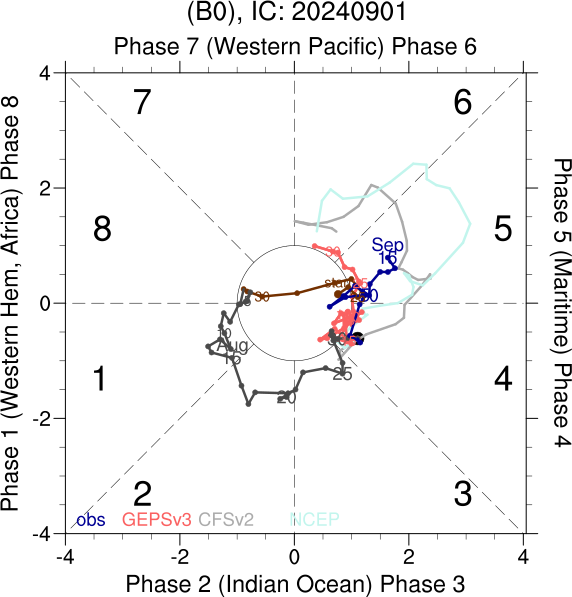 (B0), IC: 20240901
Phase 7 (Western Pacific) Phase 6
Phase 1 (Western Hem, Africa) Phase 8
Phase 5 (Maritime) Phase 4
4
2
0
-2
-4
7
6
8
5
1
4
2
3
Sep
15
30
Aug
15
20
25
obs GEPSv3 CFSv2 NCEP
-4 -2 0 2 4
Phase 2 (Indian Ocean) Phase 3